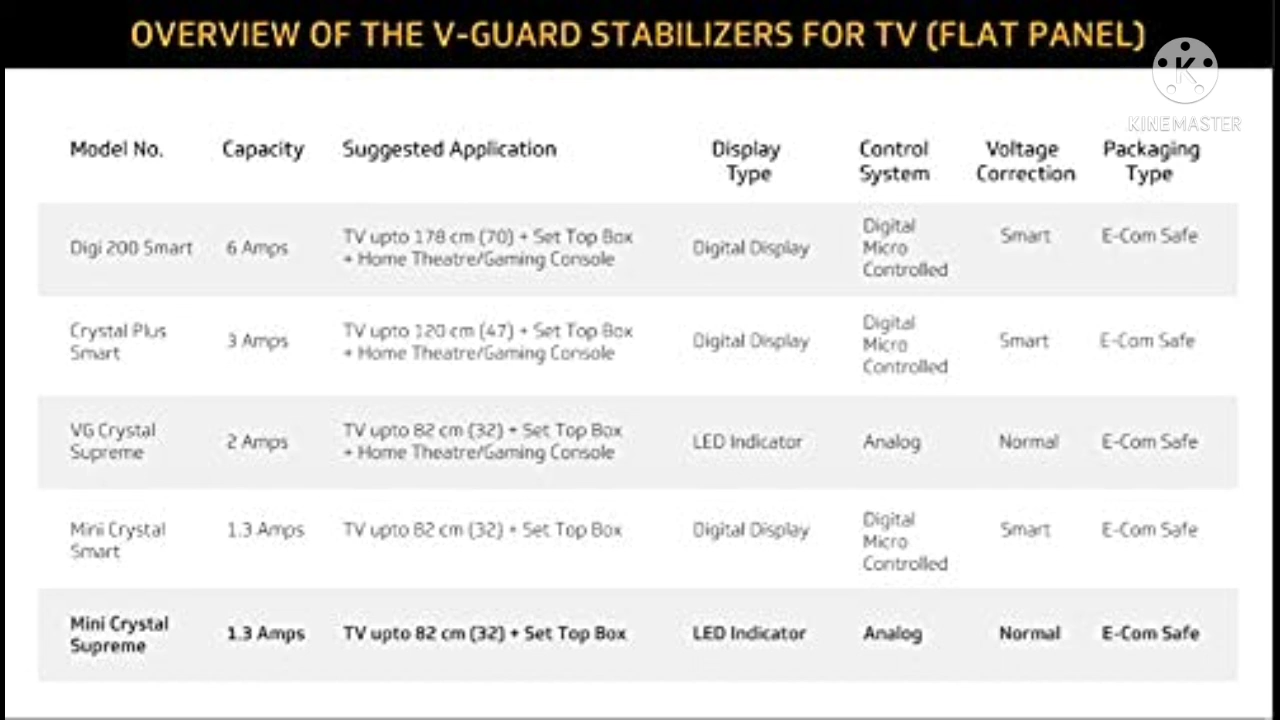 OVERVIEW OF THE V-GUARD STABILIZERS FOR TV (FLAT PANEL)
KINEMASTER
Model No. Capacity Suggested Application Display Type Control System Voltage Correction Packaging Type
Digi 200 Smart 6 Amps TV upto 178 cm (70) + Set Top Box + Home Theatre/Gaming Console Digital Display Digital Micro Controlled Smart E-Com Safe
Crystal Plus Smart 3 Amps TV upto 120 cm (47) + Set Top Box + Home Theatre/Gaming Console Digital Display Digital Micro Controlled Smart E-Com Safe
VG Crystal Supreme 2 Amps TV upto 82 cm (32) + Set Top Box + Home Theatre/Gaming Console LED Indicator Analog Normal E-Com Safe
Mini Crystal Smart 1.3 Amps TV upto 82 cm (32) + Set Top Box Digital Display Digital Micro Controlled Smart E-Com Safe
Mini Crystal Supreme 1.3 Amps TV upto 82 cm (32) + Set Top Box LED Indicator Analog Normal E-Com Safe